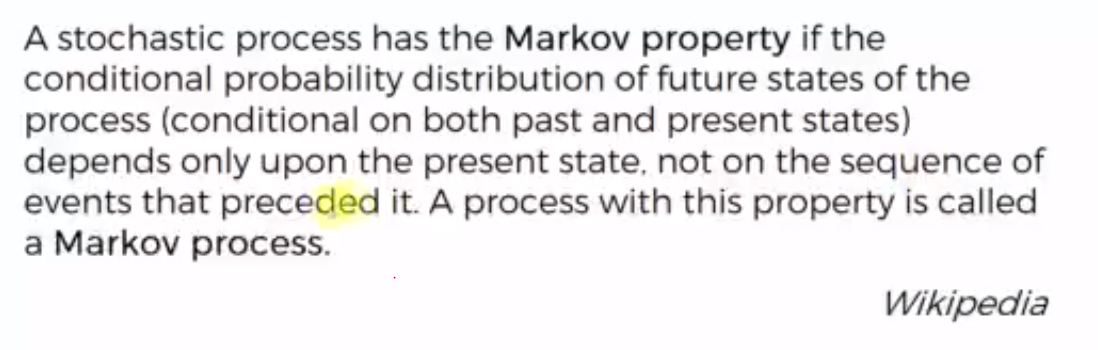 A stochastic process has the Markov property if the
conditional probability distribution of future states of the
process (conditional on both past and present states)
depends only upon the present state, not on the sequence of
events that preceded it. A process with this property is called
a Markov process.
Wikipedia